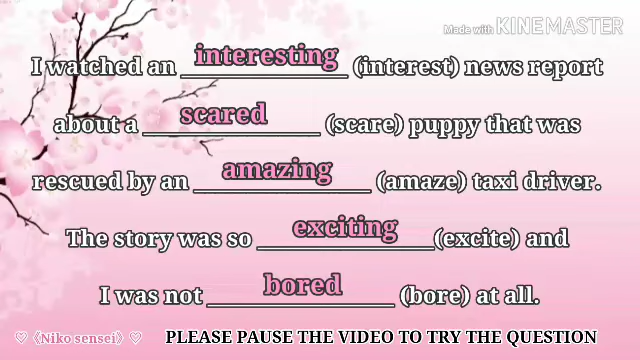 Made with KINEMASTER
I watched an interesting (interest) news report
about a scared (scare) puppy that was
rescued by an amazing (amaze) taxi driver.
The story was so exciting (excite) and
I was not bored (bore) at all.
♡《Niko sensei》♡ PLEASE PAUSE THE VIDEO TO TRY THE QUESTION